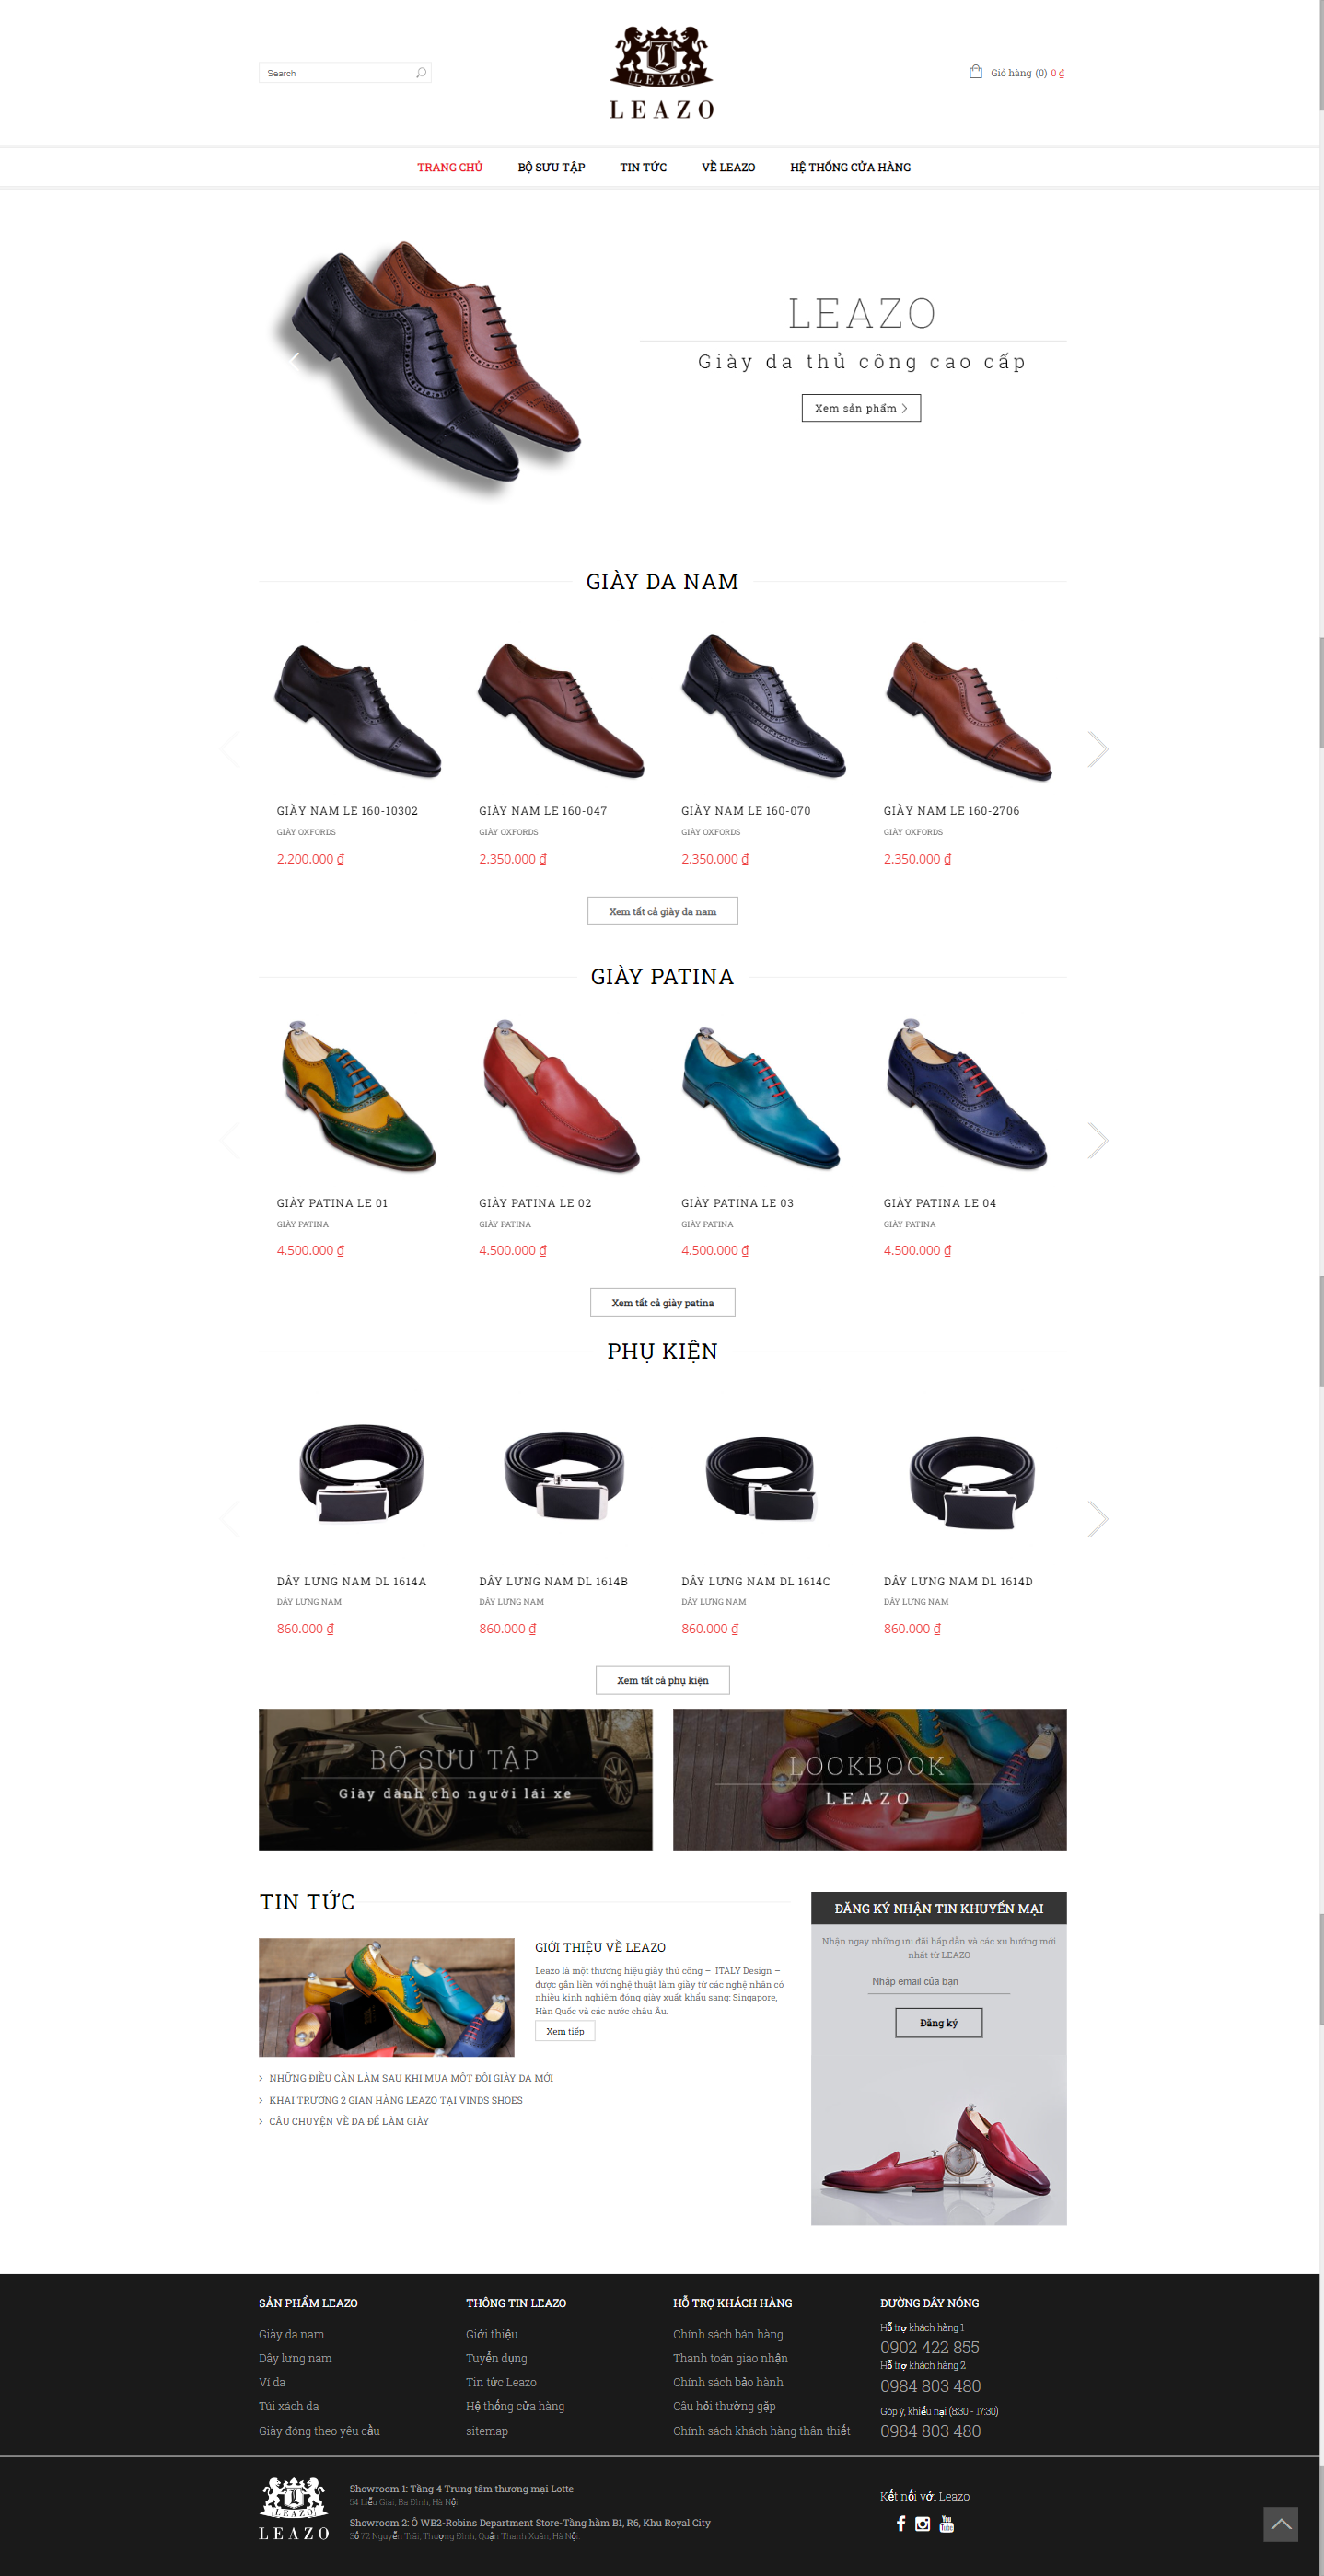 Search
LEAZO
LEAZO
Giỏ hàng (0) 0 ₫
TRANG CHỦ
BỘ SƯU TẬP
TIN TỨC
VỀ LEAZO
HỆ THỐNG CỬA HÀNG
LEAZO
Giày da thủ công cao cấp
Xem sản phẩm
GIÀY DA NAM
GIẦY NAM LE 160-10302
GIÀY OXFORDS
2.200.000 ₫
GIÀY NAM LE 160-047
GIÀY OXFORDS
2.350.000 ₫
GIẦY NAM LE 160-070
GIÀY OXFORDS
2.350.000 ₫
GIẦY NAM LE 160-2706
GIÀY OXFORDS
2.350.000 ₫
Xem tất cả giày da nam
GIÀY PATINA
GIÀY PATINA LE 01
GIÀY PATINA
4.500.000 ₫
GIÀY PATINA LE 02
GIÀY PATINA
4.500.000 ₫
GIÀY PATINA LE 03
GIÀY PATINA
4.500.000 ₫
GIÀY PATINA LE 04
GIÀY PATINA
4.500.000 ₫
Xem tất cả giày patina
PHỤ KIỆN
DÂY LƯNG NAM DL 1614A
DÂY LƯNG NAM
860.000 ₫
DÂY LƯNG NAM DL 1614B
DÂY LƯNG NAM
860.000 ₫
DÂY LƯNG NAM DL 1614C
DÂY LƯNG NAM
860.000 ₫
DÂY LƯNG NAM DL 1614D
DÂY LƯNG NAM
860.000 ₫
Xem tất cả phụ kiện
BỘ SƯU TẬP
Giày dành cho người lái xe
LOOKBOOK
LEAZO
TIN TỨC
GIỚI THIỆU VỀ LEAZO
Leazo là một thương hiệu giầy thủ công – ITALY Design –
được gắn liền với nghệ thuật làm giày từ các nghệ nhân có
nhiều kinh nghiệm đóng giày xuất khẩu sang: Singapore,
Hàn Quốc và các nước châu Âu.
Xem tiếp
NHỮNG ĐIỀU CẦN LÀM SAU KHI MUA MỘT ĐÔI GIÀY DA MỚI
KHAI TRƯƠNG 2 GIAN HÀNG LEAZO TẠI VINDS SHOES
CÂU CHUYỆN VỀ DA ĐỂ LÀM GIÀY
ĐĂNG KÝ NHẬN TIN KHUYẾN MẠI
Nhận ngay những ưu đãi hấp dẫn và các xu hướng mới
nhất từ LEAZO
Nhập email của bạn
Đăng ký
SẢN PHẨM LEAZO
Giày da nam
Dây lưng nam
Ví da
Túi xách da
Giày đóng theo yêu cầu
THÔNG TIN LEAZO
Giới thiệu
Tuyển dụng
Tin tức Leazo
Hệ thống cửa hàng
sitemap
HỖ TRỢ KHÁCH HÀNG
Chính sách bán hàng
Thanh toán giao nhận
Chính sách bảo hành
Câu hỏi thường gặp
Chính sách khách hàng thân thiết
ĐƯỜNG DÂY NÓNG
Hỗ trợ khách hàng 1
0902 422 855
Hỗ trợ khách hàng 2
0984 803 480
Góp ý, khiếu nại (8:30 - 17:30)
0984 803 480
LEAZO
LEAZO
Showroom 1: Tầng 4 Trung tâm thương mại Lotte
54 Liễu Giai, Ba Đình, Hà Nội
Showroom 2: Ô WB2-Robins Department Store-Tầng hầm B1, R6, Khu Royal City
Số 72 Nguyễn Trãi, Thượng Đình, Quận Thanh Xuân, Hà Nội.
Kết nối với Leazo
You
Tube